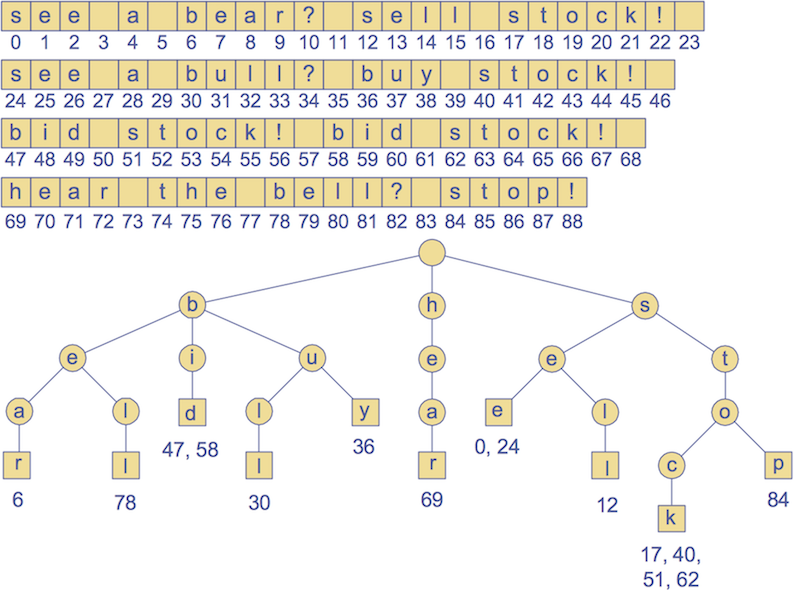 s e e a b e a r ? s e l l s t o c k !
0 1 2 3 4 5 6 7 8 9 10 11 12 13 14 15 16 17 18 19 20 21 22 23
s e e a b u l l ? b u y s t o c k !
24 25 26 27 28 29 30 31 32 33 34 35 36 37 38 39 40 41 42 43 44 45 46
b i d s t o c k ! b i d s t o c k !
47 48 49 50 51 52 53 54 55 56 57 58 59 60 61 62 63 64 65 66 67 68
h e a r t h e b e l l ? s t o p !
69 70 71 72 73 74 75 76 77 78 79 80 81 82 83 84 85 86 87 88
b h s
e i u e e t
a l d l y a e l o
47, 58 36 0, 24
r l l r l c p
6 78 30 69 12 84
k
17, 40,
51, 62